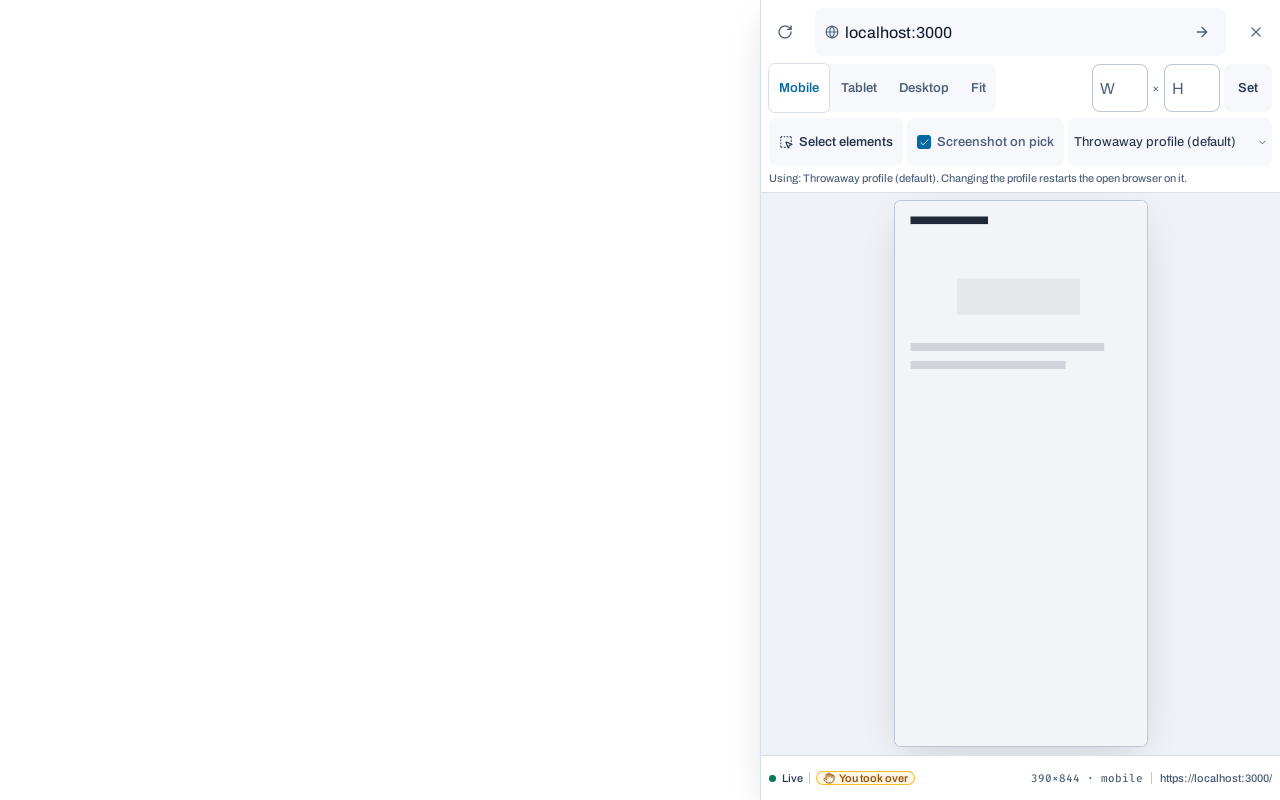 localhost:3000
Mobile Tablet Desktop Fit W × H Set
Select elements Screenshot on pick Throwaway profile (default)
Using: Throwaway profile (default). Changing the profile restarts the open browser on it.
Live You took over 390×844 · mobile https://localhost:3000/